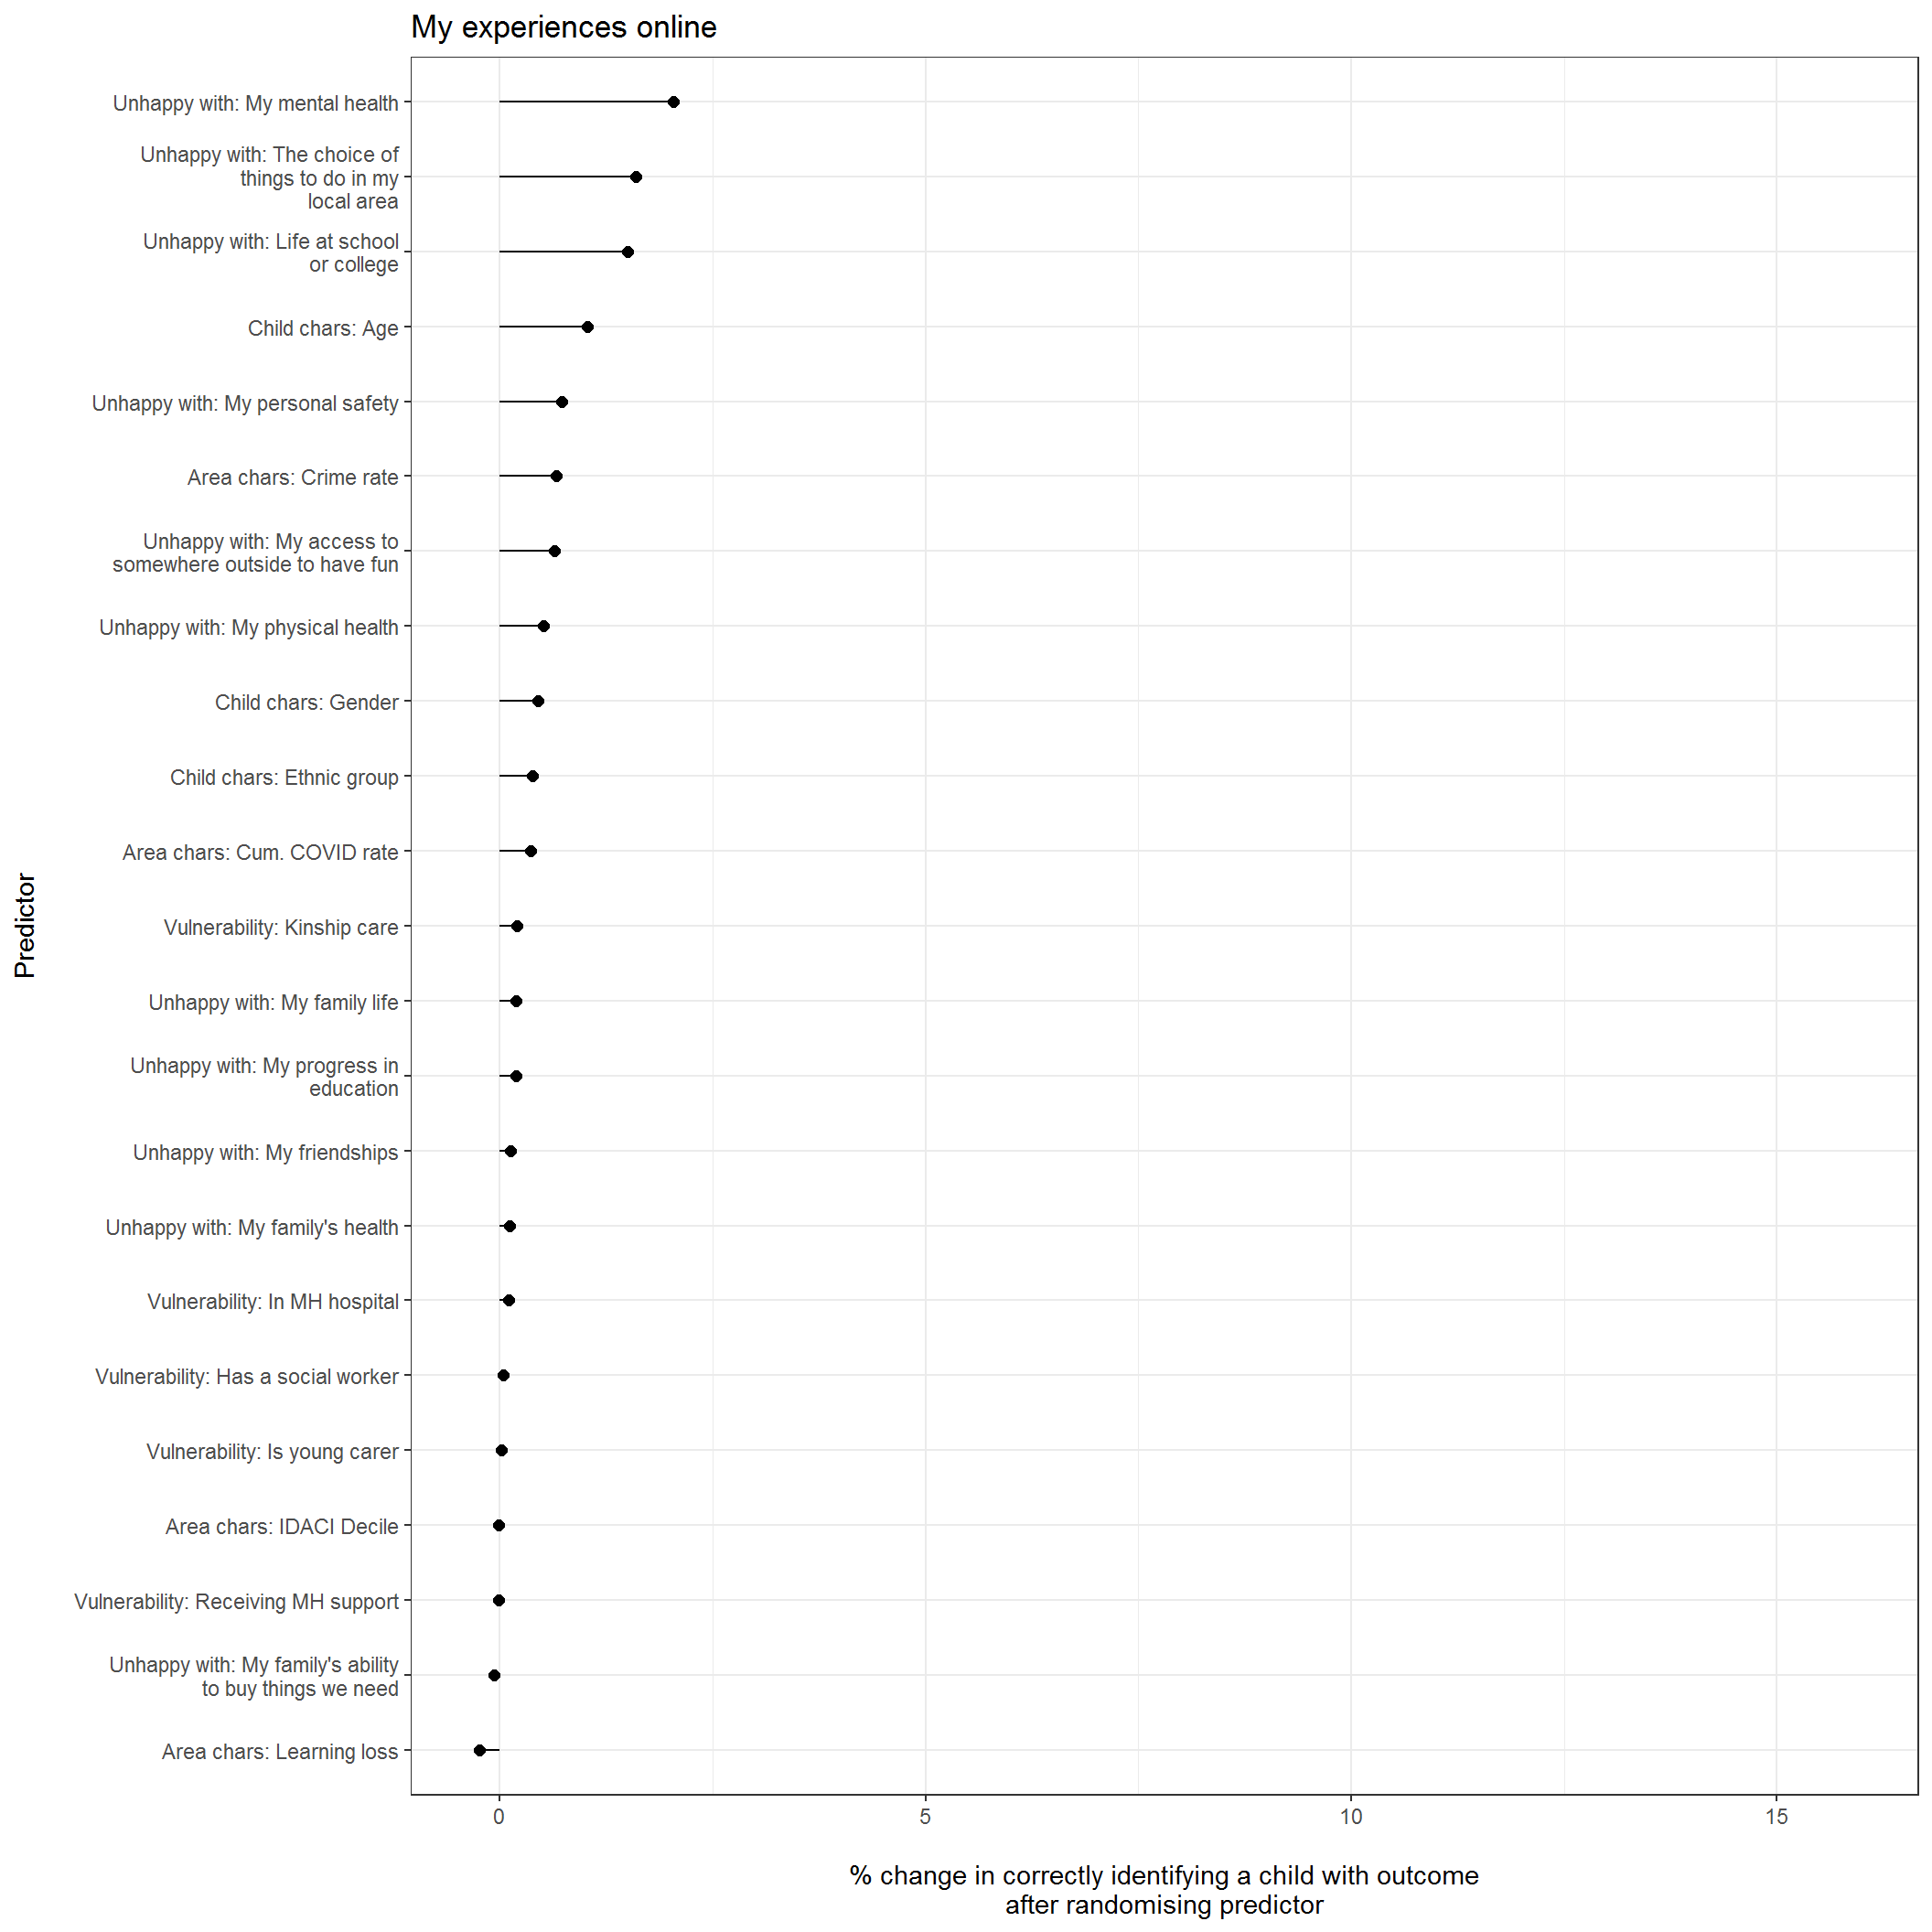 My experiences online
Unhappy with: My mental health
Unhappy with: The choice of
things to do in my
local area
Unhappy with: Life at school
or college
Child chars: Age
Unhappy with: My personal safety
Area chars: Crime rate
Unhappy with: My access to
somewhere outside to have fun
Unhappy with: My physical health
Child chars: Gender
Child chars: Ethnic group
Area chars: Cum. COVID rate
Vulnerability: Kinship care
Unhappy with: My family life
Unhappy with: My progress in
education
Unhappy with: My friendships
Unhappy with: My family's health
Vulnerability: In MH hospital
Vulnerability: Has a social worker
Vulnerability: Is young carer
Area chars: IDACI Decile
Vulnerability: Receiving MH support
Unhappy with: My family's ability
to buy things we need
Area chars: Learning loss
Predictor
0
5
10
15
% change in correctly identifying a child with outcome
after randomising predictor